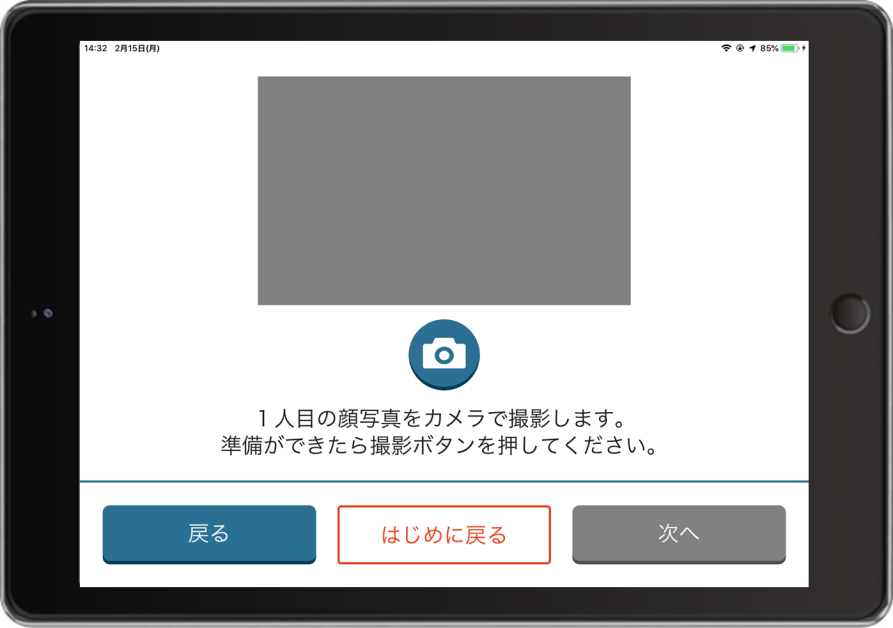 14:32 2月15日(月) 85%
1人目の顔写真をカメラで撮影します。
準備ができたら撮影ボタンを押してください。
戻る はじめに戻る 次へ